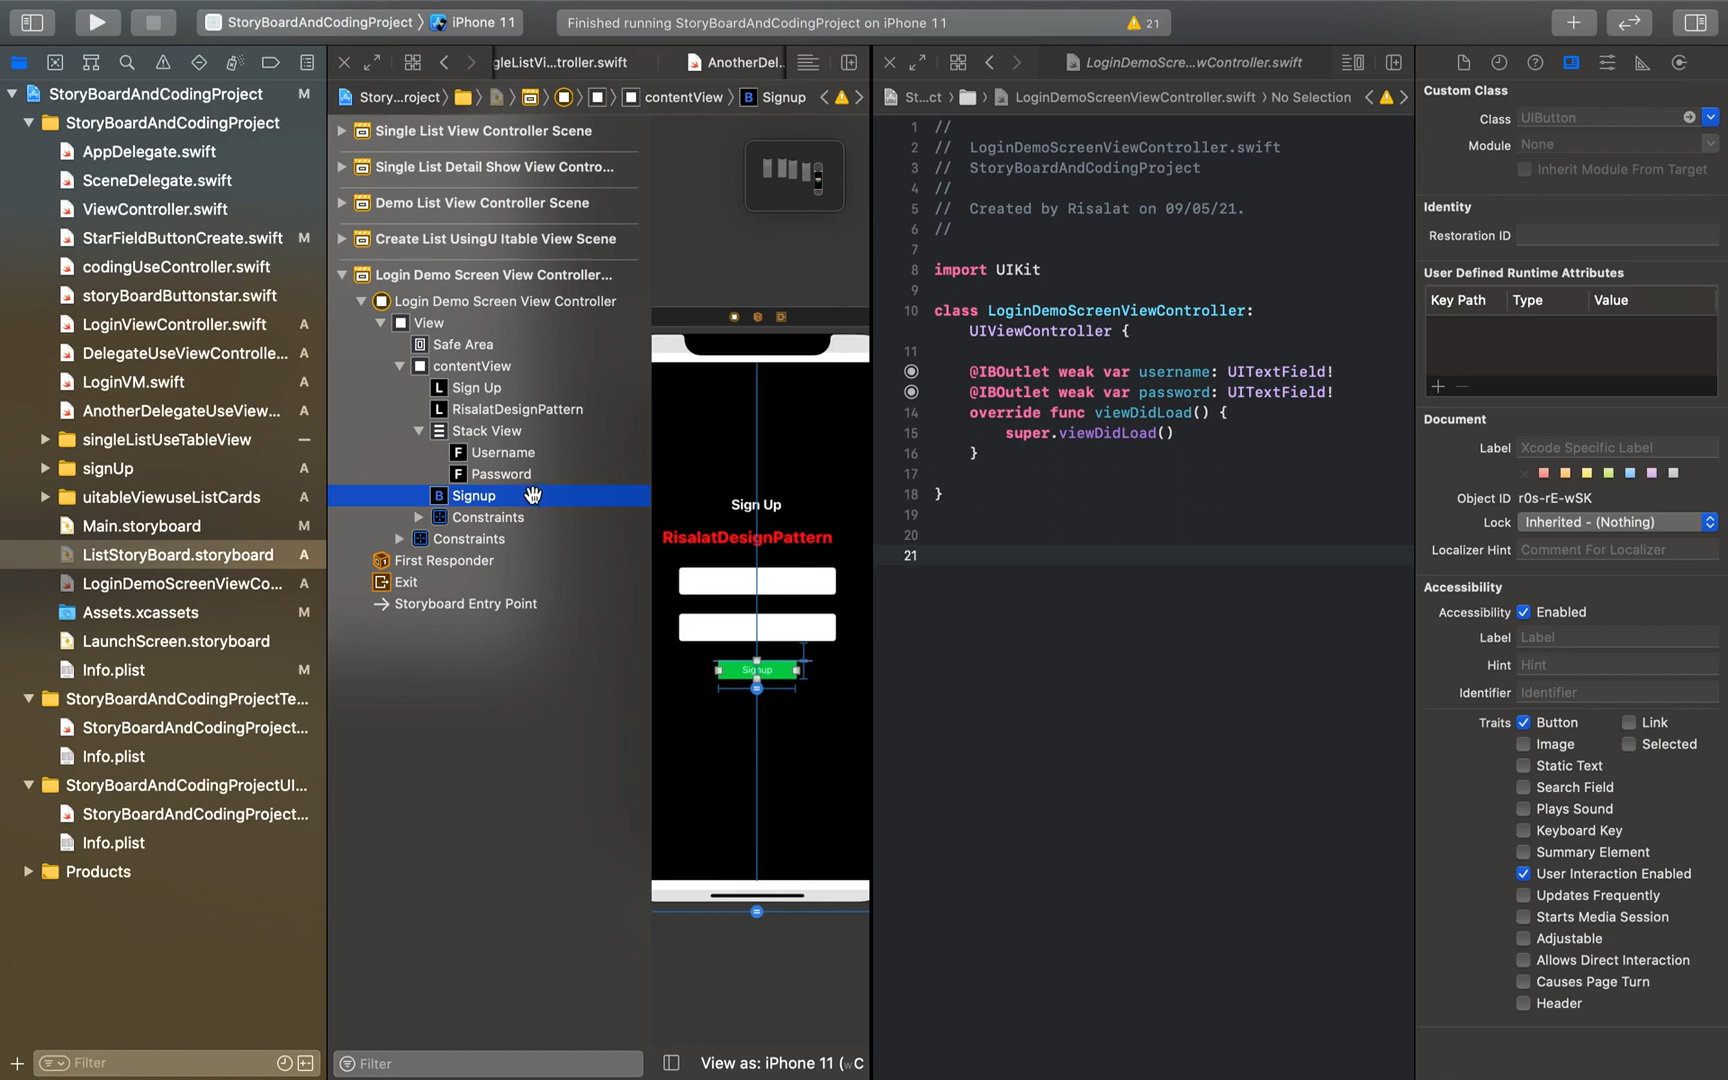 StoryBoardAndCodingProject 〉 iPhone 11
Finished running StoryBoardAndCodingProject on iPhone 11
21
StoryBoardAndCodingProject M
StoryBoardAndCodingProject
AppDelegate.swift
SceneDelegate.swift
ViewController.swift
StarFieldButtonCreate.swift M
codingUseController.swift
storyBoardButtonstar.swift
LoginViewController.swift A
DelegateUseViewControlle... A
LoginVM.swift A
AnotherDelegateUseView... A
singleListUseTableView
signUp A
uitableViewuseListCards A
Main.storyboard M
ListStoryBoard.storyboard A
LoginDemoScreenViewCo... A
Assets.xcassets M
LaunchScreen.storyboard
Info.plist M
StoryBoardAndCodingProjectTe...
StoryBoardAndCodingProject...
Info.plist
StoryBoardAndCodingProjectUI...
StoryBoardAndCodingProject...
Info.plist
Products
Filter
gleListVi...troller.swift
AnotherDel...
Story...roject 〉 contentView 〉 B Signup
Single List View Controller Scene
Single List Detail Show View Contro...
Demo List View Controller Scene
Create List UsingU Itable View Scene
Login Demo Screen View Controller...
Login Demo Screen View Controller
View
Safe Area
contentView
L Sign Up
L RisalatDesignPattern
Stack View
F Username
F Password
B Signup
Constraints
Constraints
First Responder
Exit
Storyboard Entry Point
Filter
Sign Up
RisalatDesignPattern
Signup
View as: iPhone 11 (wC
LoginDemoScre...wController.swift
St...ct 〉 LoginDemoScreenViewController.swift 〉 No Selection
1 //
2 // LoginDemoScreenViewController.swift
3 // StoryBoardAndCodingProject
4 //
5 // Created by Risalat on 09/05/21.
6 //
7
8 import UIKit
9
10 class LoginDemoScreenViewController:
UIViewController {
11
@IBOutlet weak var username: UITextField!
@IBOutlet weak var password: UITextField!
14 override func viewDidLoad() {
15 super.viewDidLoad()
16 }
17
18 }
19
20
21
Custom Class
Class UIButton
Module None
Inherit Module From Target
Identity
Restoration ID
User Defined Runtime Attributes
Key Path Type Value
Document
Label Xcode Specific Label
Object ID r0s-rE-wSK
Lock Inherited - (Nothing)
Localizer Hint Comment For Localizer
Accessibility
Accessibility Enabled
Label Label
Hint Hint
Identifier Identifier
Traits Button Link
Image Selected
Static Text
Search Field
Plays Sound
Keyboard Key
Summary Element
User Interaction Enabled
Updates Frequently
Starts Media Session
Adjustable
Allows Direct Interaction
Causes Page Turn
Header